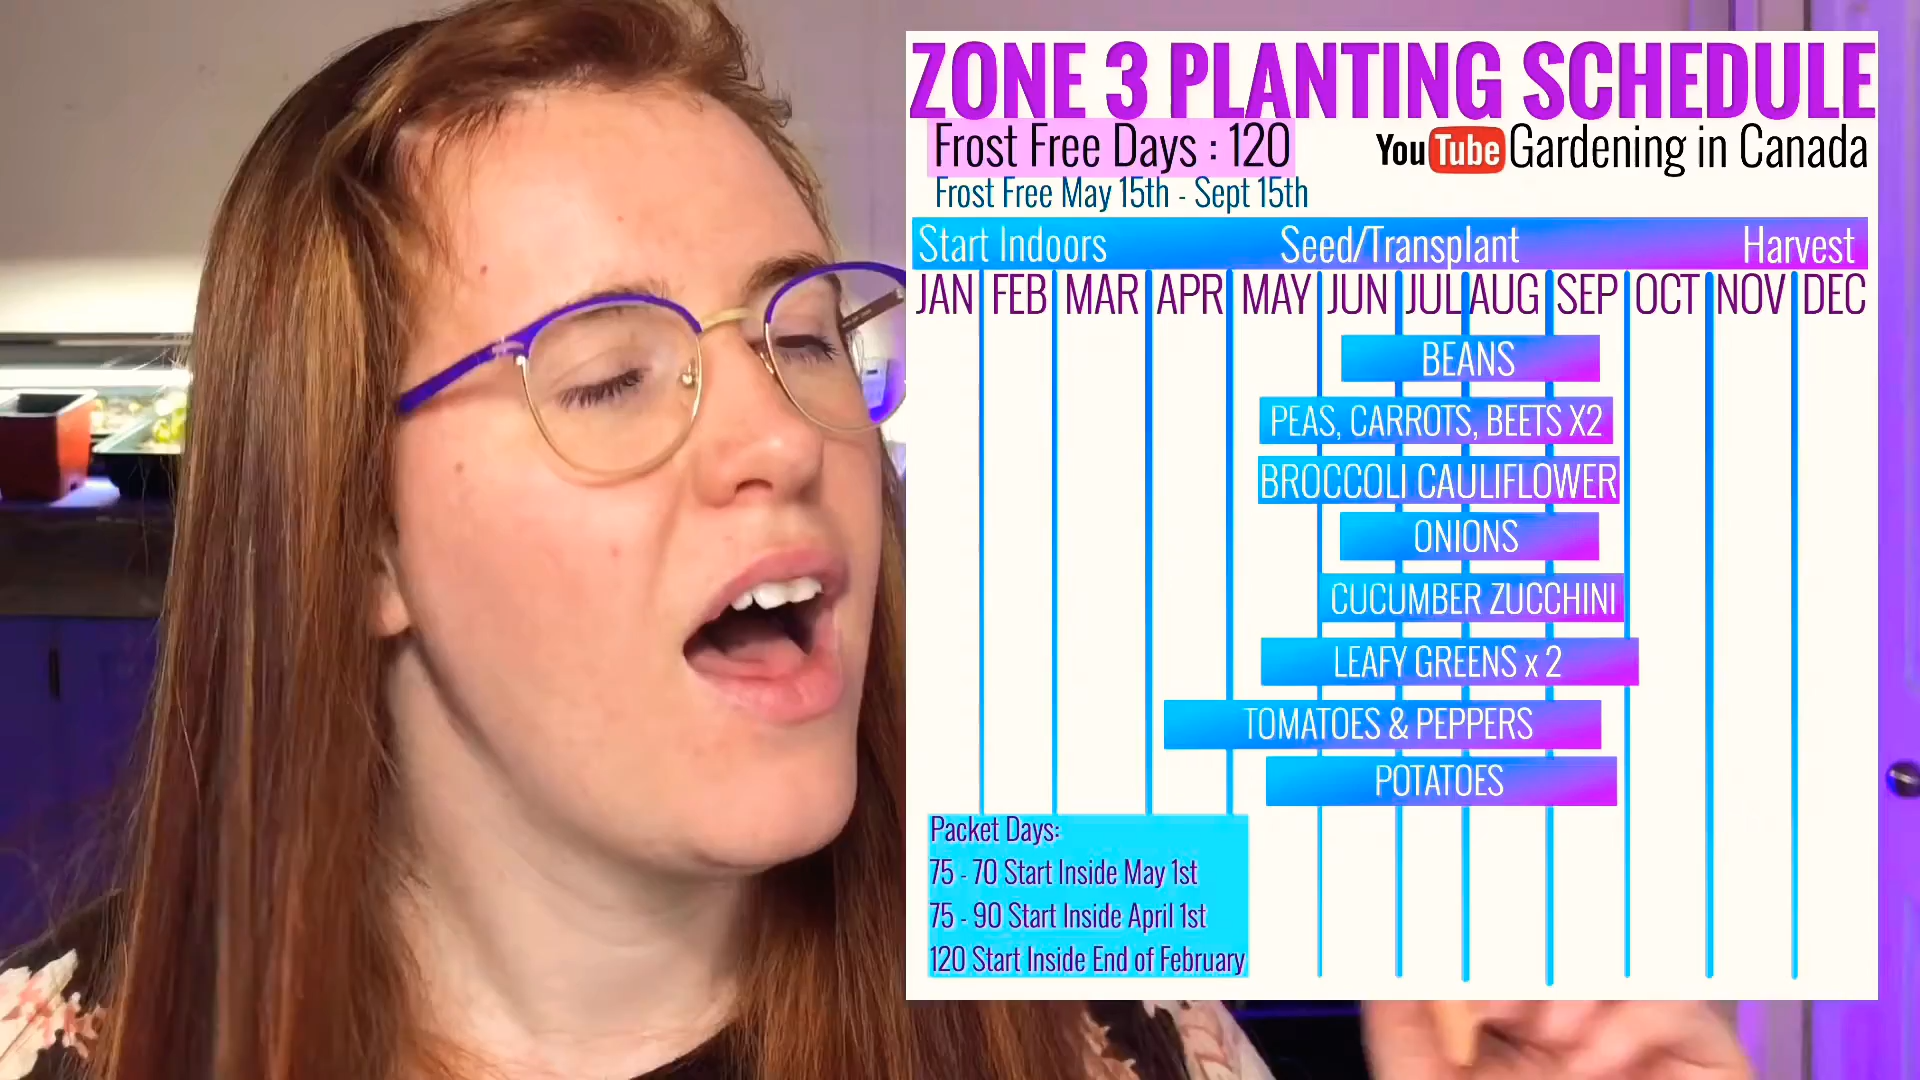 ZONE 3 PLANTING SCHEDULE
Frost Free Days : 120
YouTube Gardening in Canada
Frost Free May 15th - Sept 15th
Start Indoors Seed/Transplant Harvest
JAN FEB MAR APR MAY JUN JUL AUG SEP OCT NOV DEC
BEANS
PEAS, CARROTS, BEETS X2
BROCCOLI CAULIFLOWER
ONIONS
CUCUMBER ZUCCHINI
LEAFY GREENS x 2
TOMATOES & PEPPERS
POTATOES
Packet Days:
75 - 70 Start Inside May 1st
75 - 90 Start Inside April 1st
120 Start Inside End of February